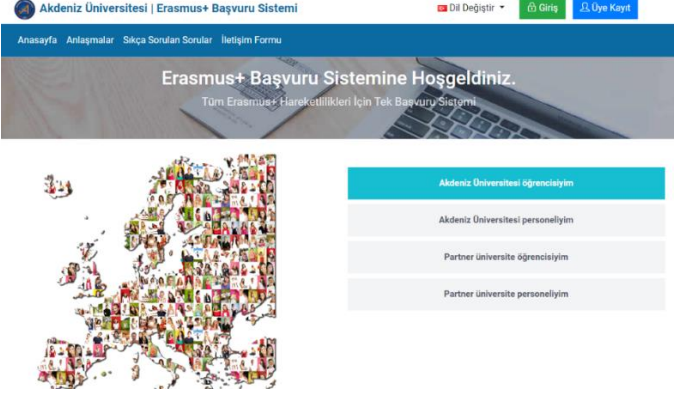 Akdeniz Üniversitesi | Erasmus+ Başvuru Sistemi
Dil Değiştir
Giriş
Üye Kayıt
Anasayfa Anlaşmalar Sıkça Sorulan Sorular İletişim Formu
Erasmus+ Başvuru Sistemine Hoşgeldiniz.
Tüm Erasmus+ Hareketlilikleri İçin Tek Başvuru Sistemi
Akdeniz Üniversitesi öğrencisiyim
Akdeniz Üniversitesi personeliyim
Partner üniversite öğrencisiyim
Partner üniversite personeliyim